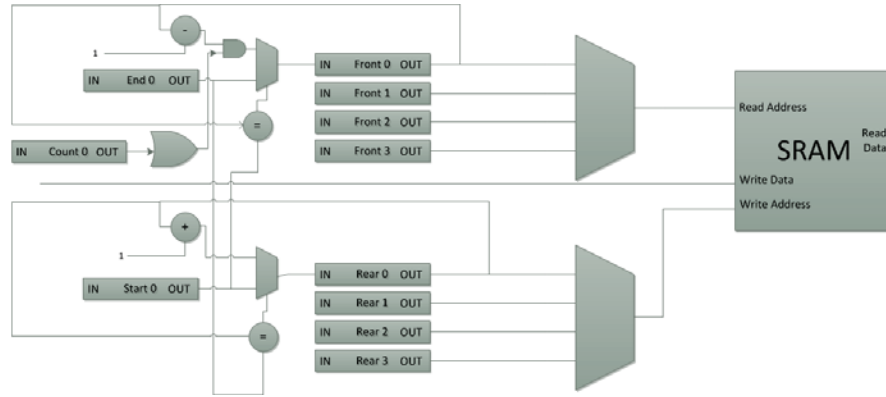 -
1
IN End 0 OUT
=
IN Count 0 OUT
IN Front 0 OUT
IN Front 1 OUT
IN Front 2 OUT
IN Front 3 OUT
Read Address
Read
Data
SRAM
Write Data
Write Address
+
1
IN Start 0 OUT
=
IN Rear 0 OUT
IN Rear 1 OUT
IN Rear 2 OUT
IN Rear 3 OUT